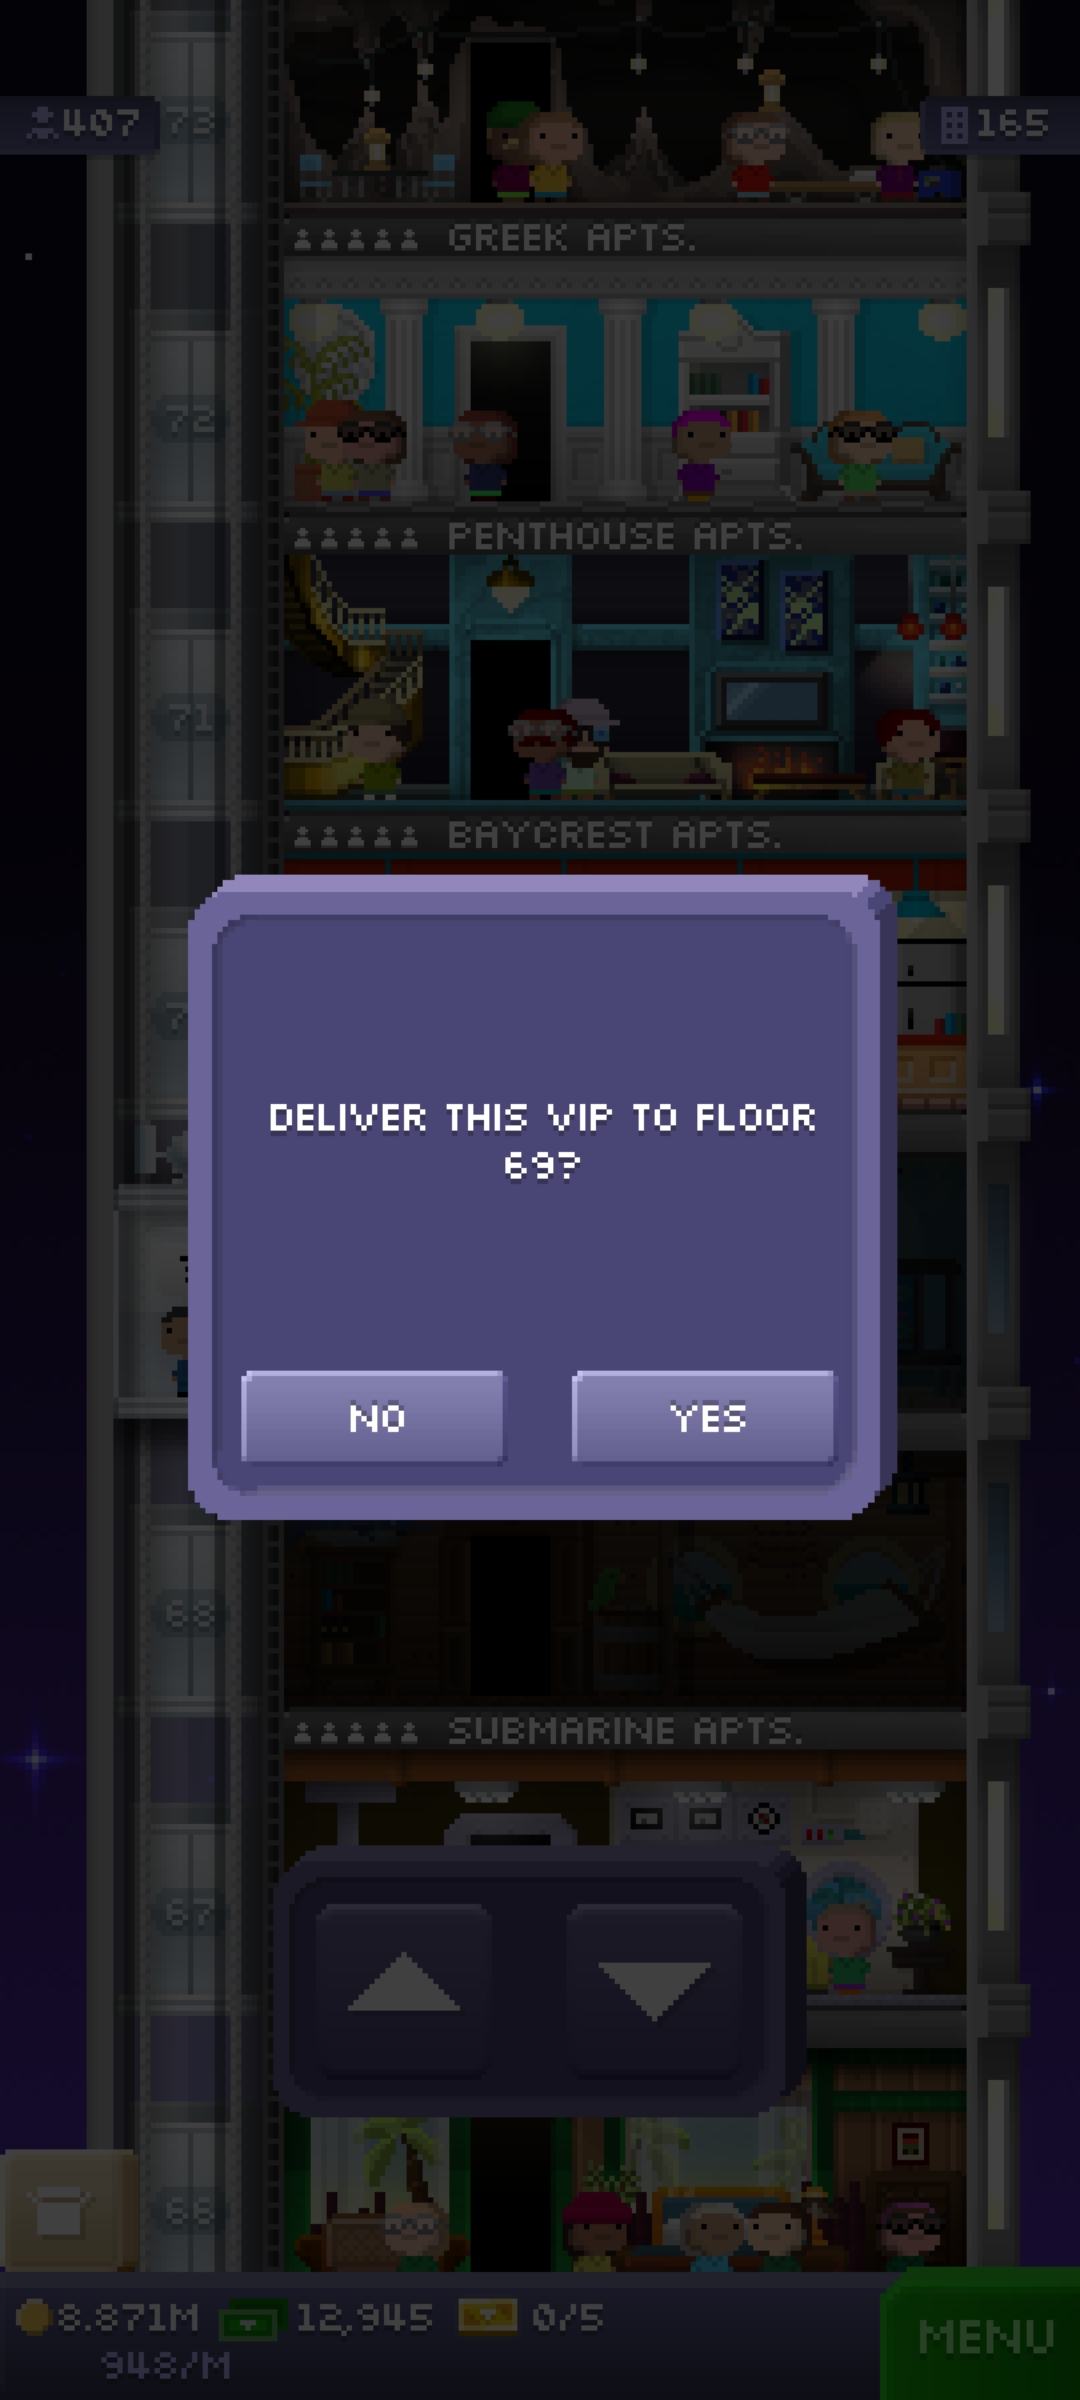 407
73
165
GREEK APTS.
72
PENTHOUSE APTS.
71
BAYCREST APTS.
DELIVER THIS VIP TO FLOOR
69?
NO
YES
68
SUBMARINE APTS.
67
66
8.871M
12,945
0/5
948/M
MENU